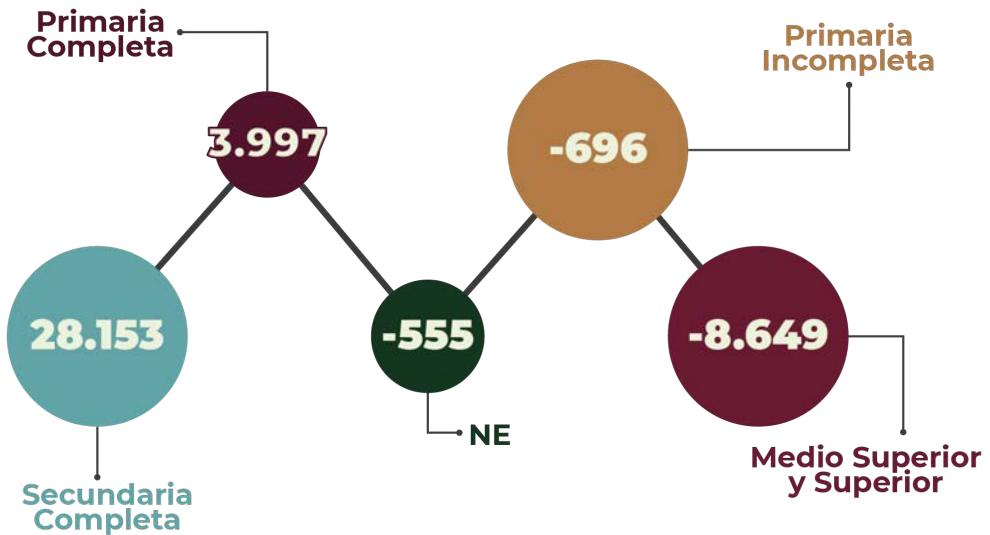 Primaria
Completa
3.997
Primaria
Incompleta
-696
28.153
-555
-8.649
NE
Medio Superior
y Superior
Secundaria
Completa